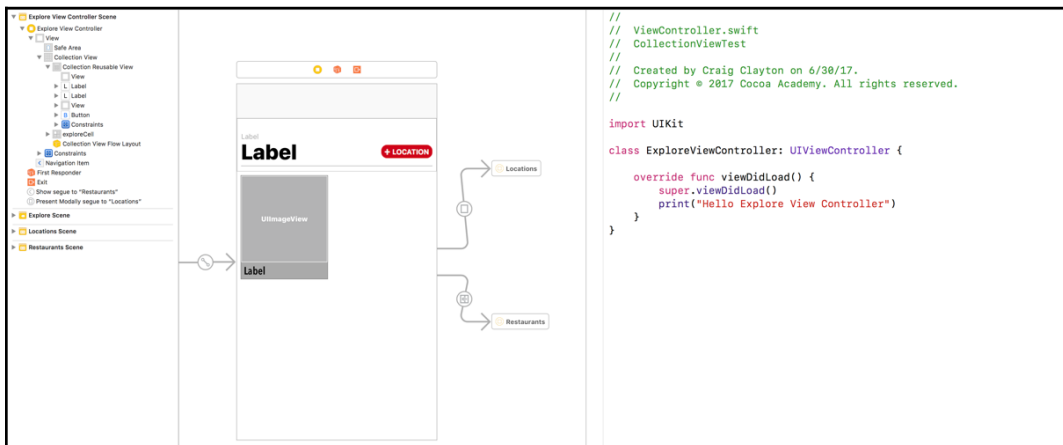 Explore View Controller Scene
Explore View Controller
View
Safe Area
Collection View
Collection Reusable View
View
L Label
L Label
View
B Button
Constraints
exploreCell
Collection View Flow Layout
Constraints
Navigation Item
First Responder
Exit
Show segue to "Restaurants"
Present Modally segue to "Locations"
Explore Scene
Locations Scene
Restaurants Scene
Label
Label
+ LOCATION
UIImageView
Label
Locations
Restaurants
//
// ViewController.swift
// CollectionViewTest
//
// Created by Craig Clayton on 6/30/17.
// Copyright © 2017 Cocoa Academy. All rights reserved.
//
import UIKit
class ExploreViewController: UIViewController {
override func viewDidLoad() {
super.viewDidLoad()
print("Hello Explore View Controller")
}
}